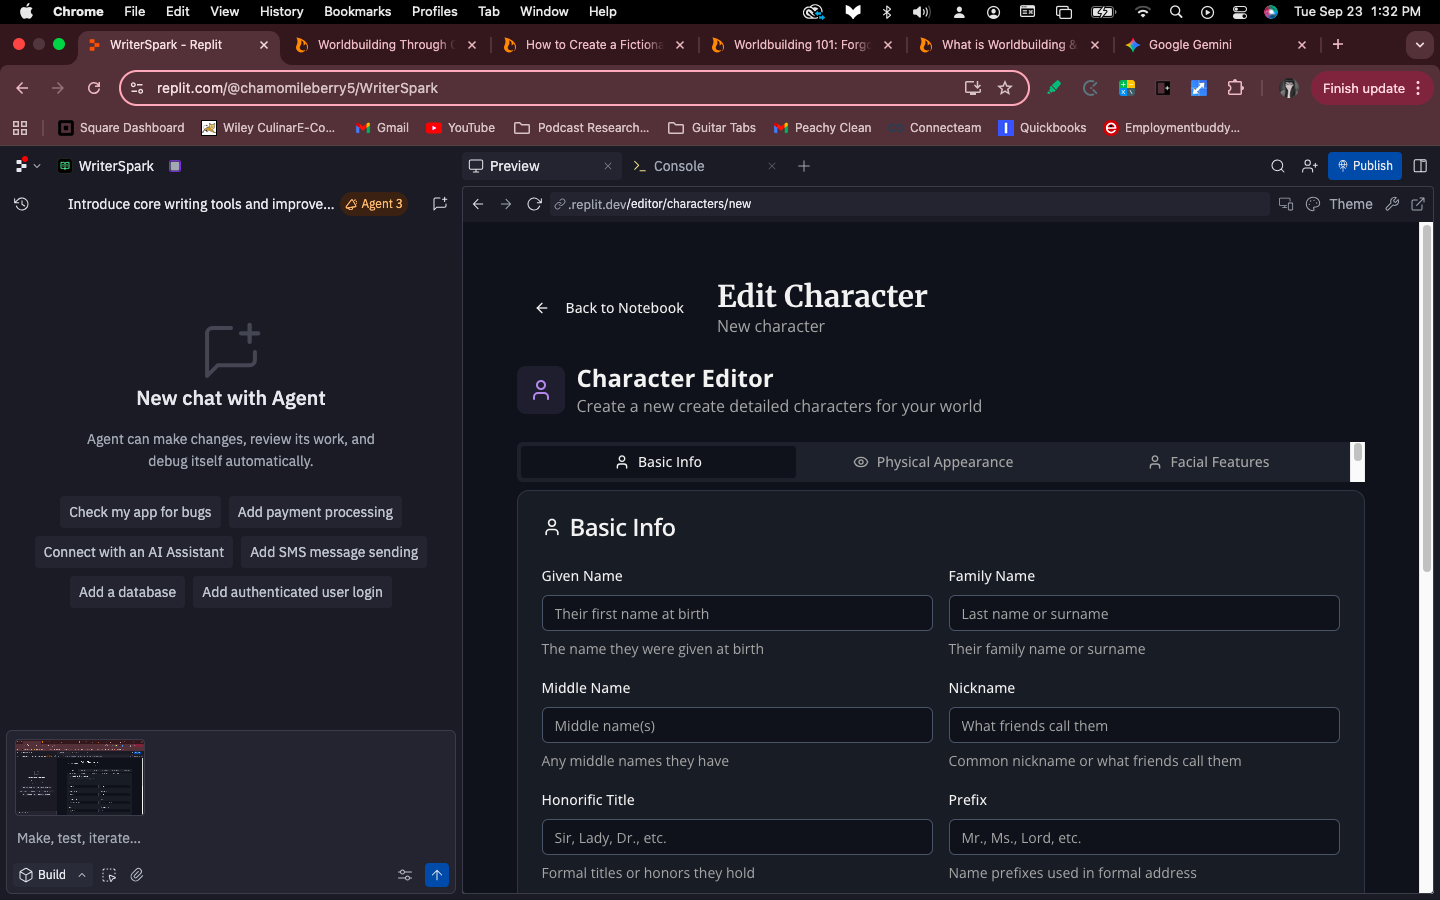 Chrome File Edit View History Bookmarks Profiles Tab Window Help Tue Sep 23 1:32 PM
WriterSpark - Replit Worldbuilding Through How to Create a Fictiona Worldbuilding 101: Forgo What is Worldbuilding & Google Gemini
replit.com/@chamomileberry5/WriterSpark Finish update
Square Dashboard Wiley CulinarE-Co... Gmail YouTube Podcast Research... Guitar Tabs Peachy Clean Connecteam Quickbooks Employmentbuddy...
WriterSpark Preview Console Publish
Introduce core writing tools and improve... Agent 3 .replit.dev/editor/characters/new Theme
New chat with Agent
Agent can make changes, review its work, and
debug itself automatically.
Check my app for bugs Add payment processing
Connect with an AI Assistant Add SMS message sending
Add a database Add authenticated user login
Make, test, iterate...
Build
Back to Notebook
Edit Character
New character
Character Editor
Create a new create detailed characters for your world
Basic Info Physical Appearance Facial Features
Basic Info
Given Name Family Name
Their first name at birth Last name or surname
The name they were given at birth Their family name or surname
Middle Name Nickname
Middle name(s) What friends call them
Any middle names they have Common nickname or what friends call them
Honorific Title Prefix
Sir, Lady, Dr., etc. Mr., Ms., Lord, etc.
Formal titles or honors they hold Name prefixes used in formal address